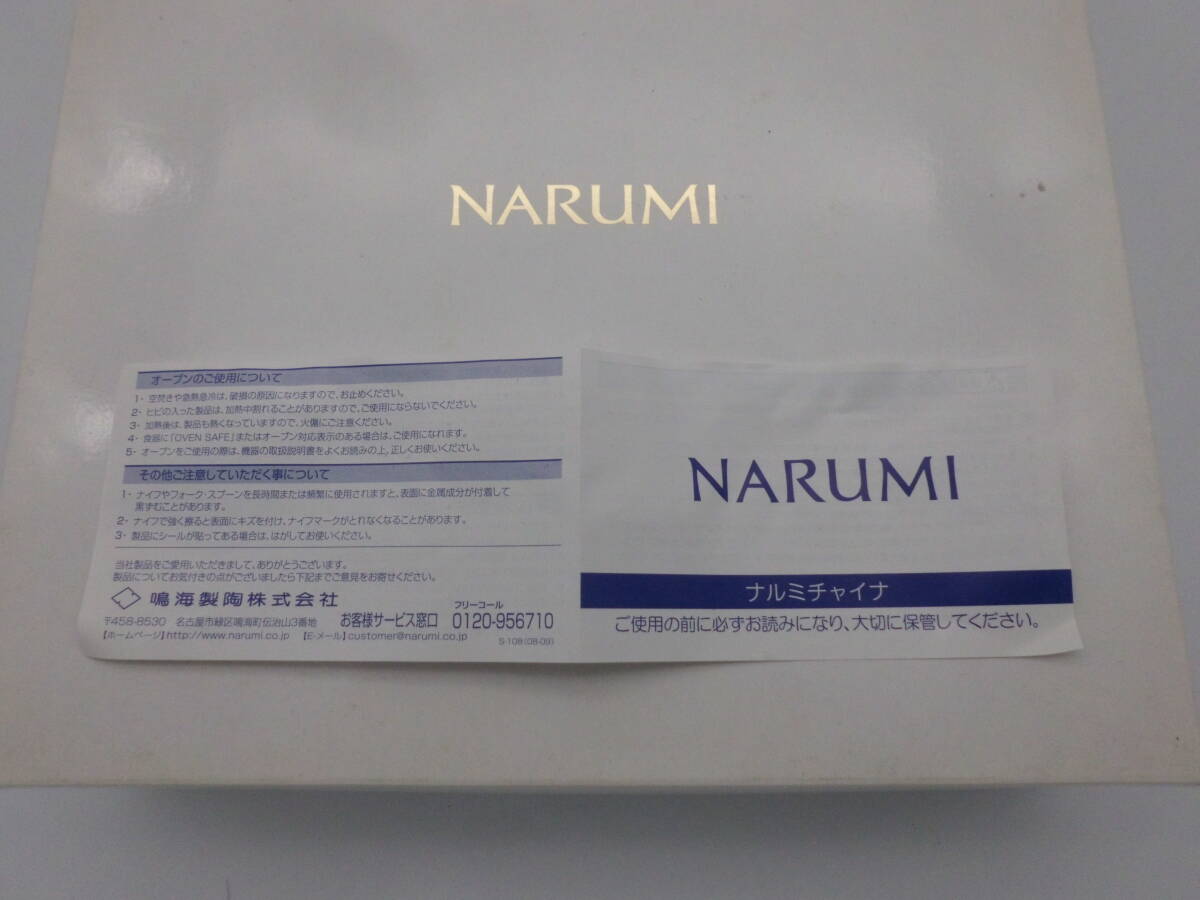 NARUMI
オーブンのご使用について
1・ 空焚きや急熱急冷は、破損の原因になりますので、お止めください。
2・ ヒビの入った製品は、加熱中割れることがありますので、ご使用にならないでください。
3・ 加熱後は、製品も熱くなっていますので、火傷にご注意ください。
4・ 食器に「OVEN SAFE」またはオーブン対応表示のある場合は、ご使用になれます。
5・ オーブンをご使用の際は、機器の取扱説明書をよくお読みの上、正しくお使いください。
その他ご注意していただく事について
1・ ナイフやフォーク・スプーンを長時間または頻繁に使用されますと、表面に金属成分が付着して
黒ずむことがあります。
2・ ナイフで強く擦ると表面にキズを付け、ナイフマークがとれなくなることがあります。
3・ 製品にシールが貼ってある場合は、はがしてお使いください。
当社製品をご愛用いただきまして、ありがとうございます。
製品についてお気付きの点がございましたら下記までご意見をお寄せください。
鳴海製陶株式会社
〒458-8530 名古屋市緑区鳴海町伝治山3番地 お客様サービス窓口 フリーコール 0120-956710
【ホームページ】http://www.narumi.co.jp 【E-メール】customer@narumi.co.jp
S-108(08-09)
NARUMI
ナルミチャイナ
ご使用の前に必ずお読みになり、大切に保管してください。